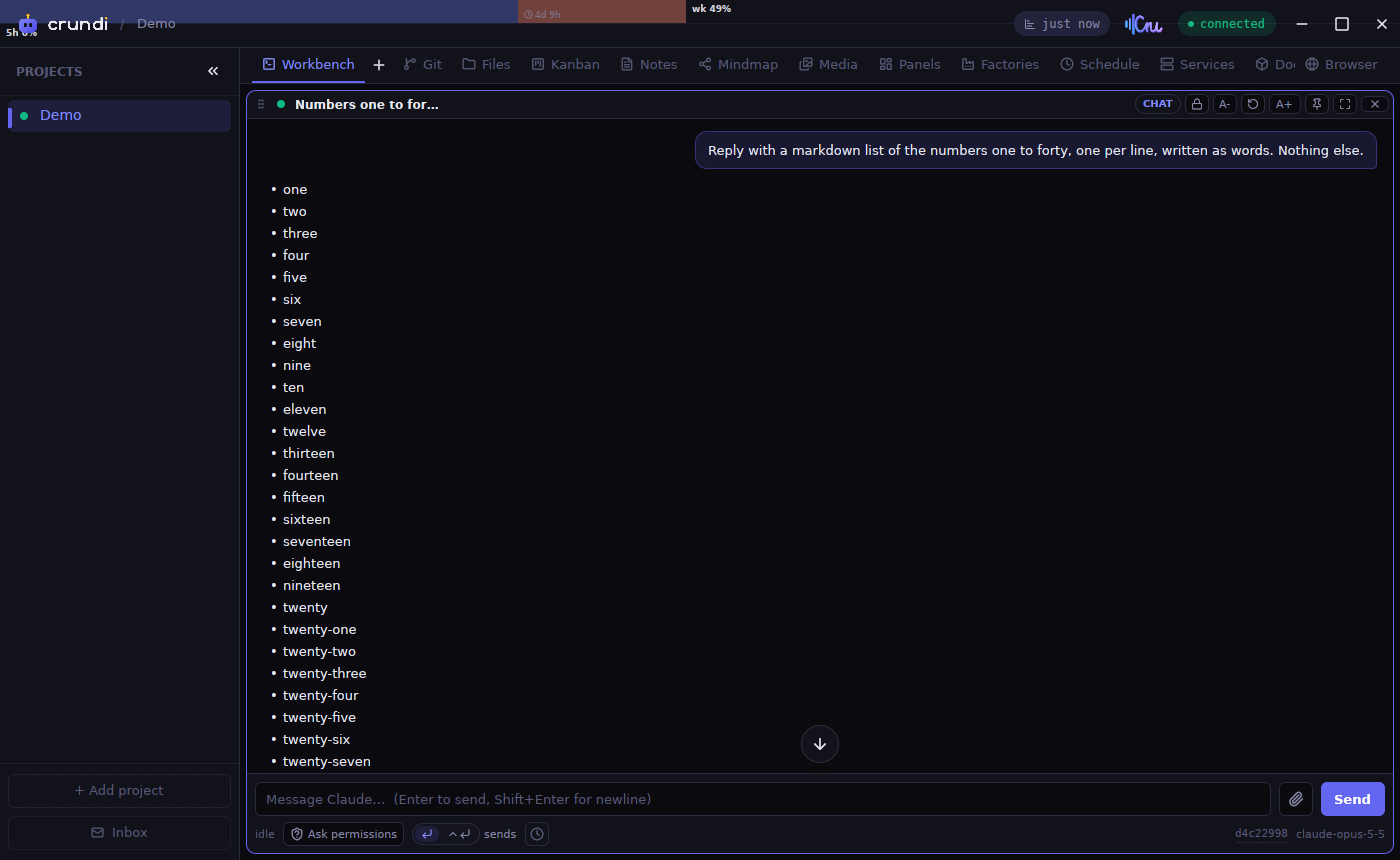 4d 9h
wk 49%
crundi / Demo
just now
Cru
connected
PROJECTS
Demo
+ Add project
Inbox
Workbench
Git
Files
Kanban
Notes
Mindmap
Media
Panels
Factories
Schedule
Services
Browser
Numbers one to for…
CHAT
A-
A+
Reply with a markdown list of the numbers one to forty, one per line, written as words. Nothing else.
• one
• two
• three
• four
• five
• six
• seven
• eight
• nine
• ten
• eleven
• twelve
• thirteen
• fourteen
• fifteen
• sixteen
• seventeen
• eighteen
• nineteen
• twenty
• twenty-one
• twenty-two
• twenty-three
• twenty-four
• twenty-five
• twenty-six
• twenty-seven
Message Claude… (Enter to send, Shift+Enter for newline)
Send
idle
Ask permissions
sends
d4c22998
claude-opus-5-5